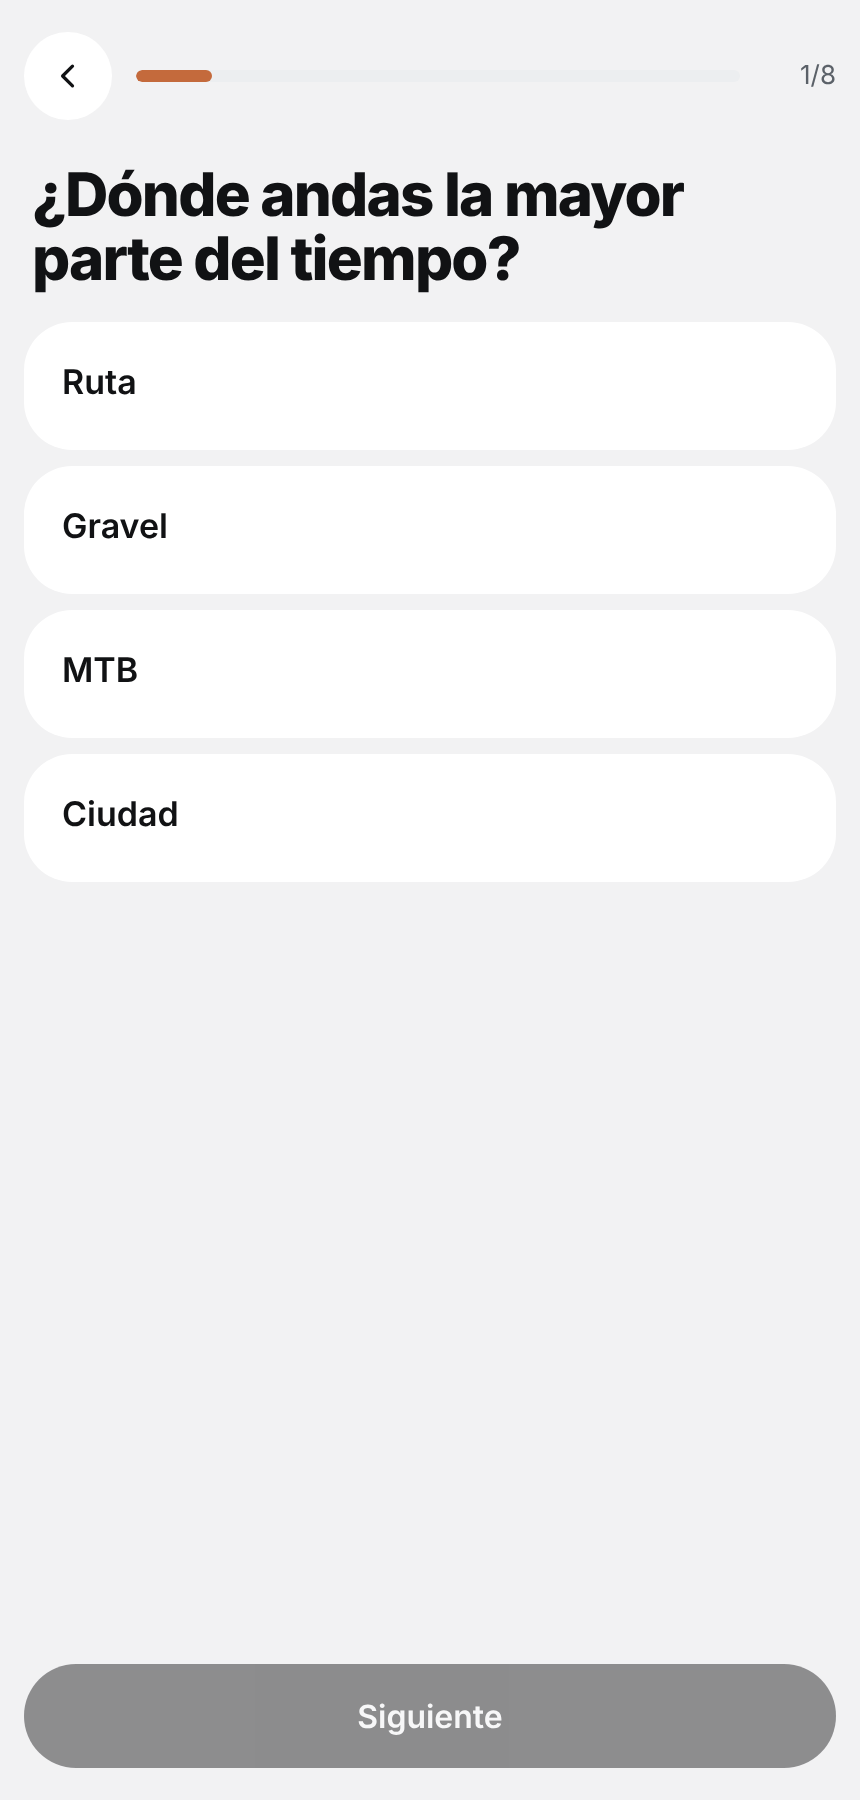 1/8
¿Dónde andas la mayor
parte del tiempo?
Ruta
Gravel
MTB
Ciudad
Siguiente